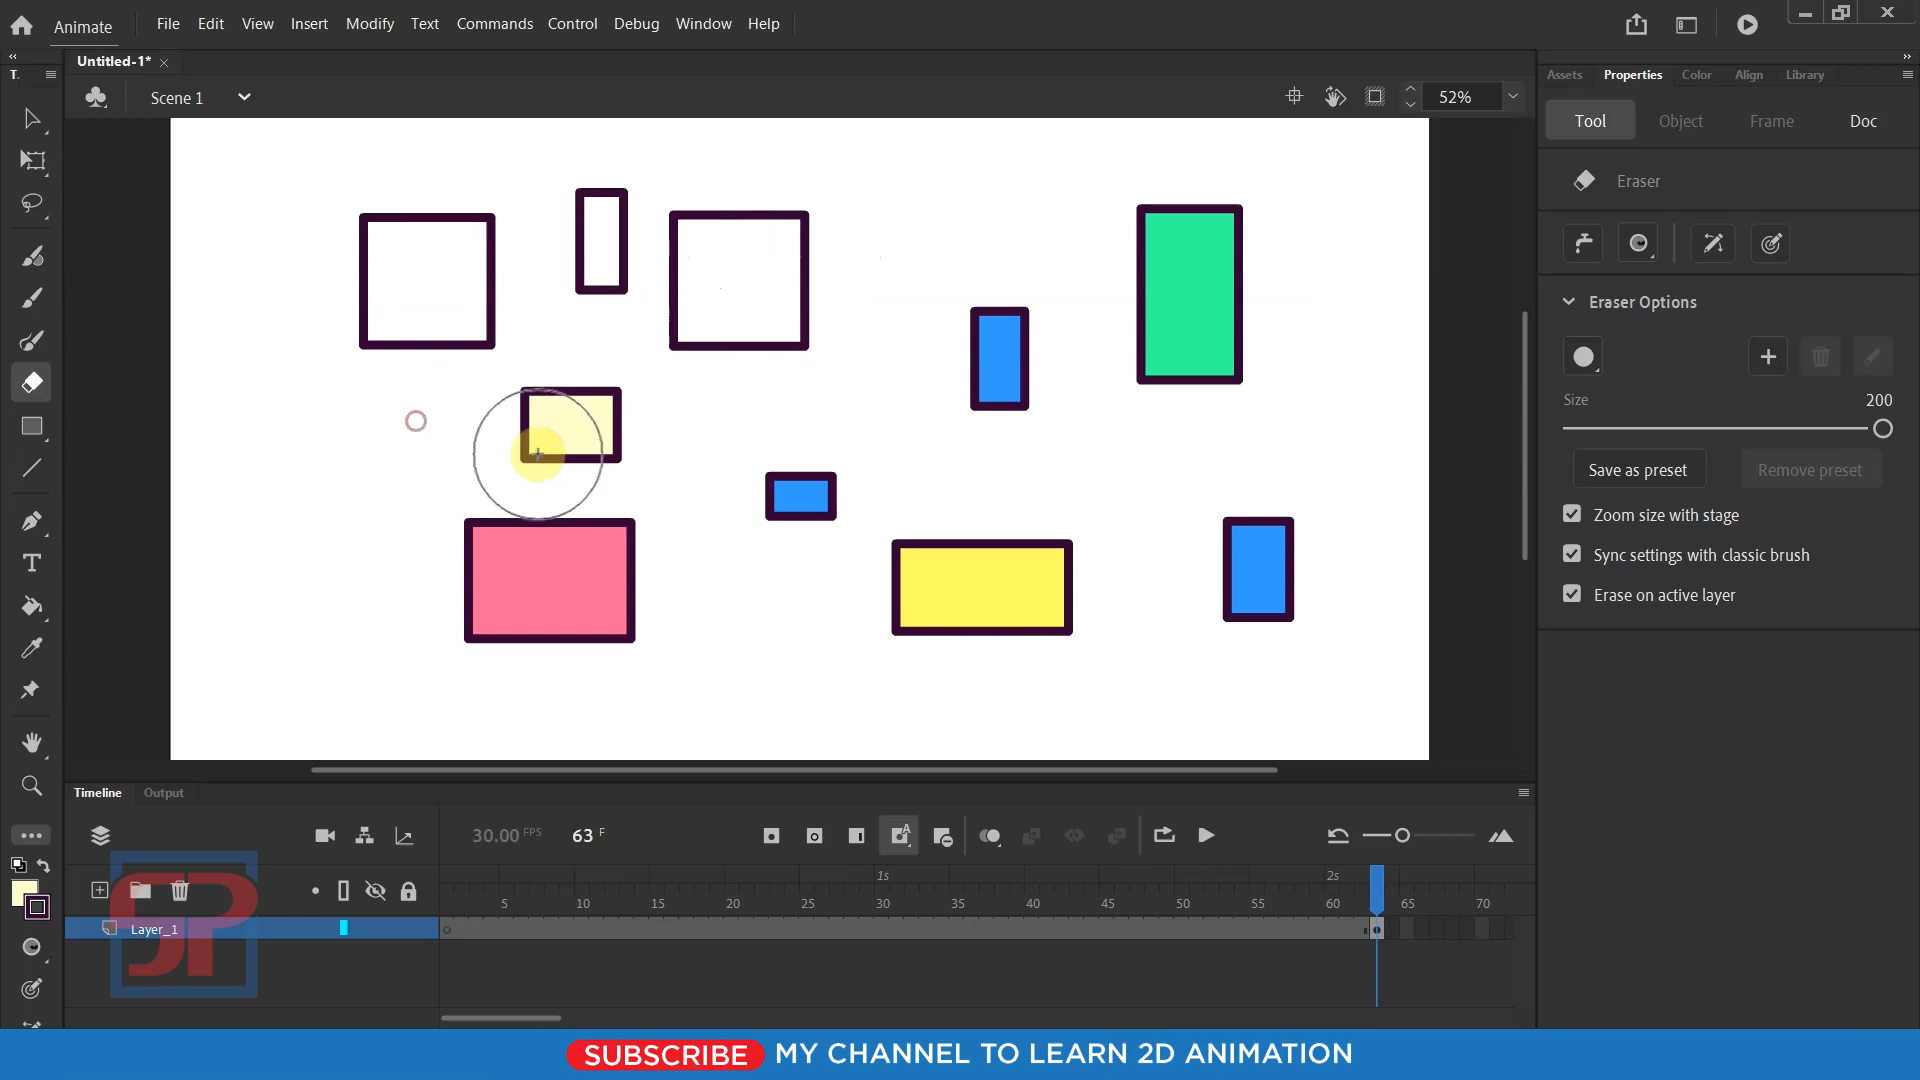 Animate File Edit View Insert Modify Text Commands Control Debug Window Help
Untitled-1*
T.
Assets Properties Color Align Library
Scene 1
52%
Tool Object Frame Doc
Eraser
Eraser Options
Size 200
Save as preset Remove preset
Zoom size with stage
Sync settings with classic brush
Erase on active layer
T
Timeline Output
30.00 FPS 63 F
A
1s 2s
5 10 15 20 25 30 35 40 45 50 55 60 65 70
Layer_1
SP
SUBSCRIBE MY CHANNEL TO LEARN 2D ANIMATION